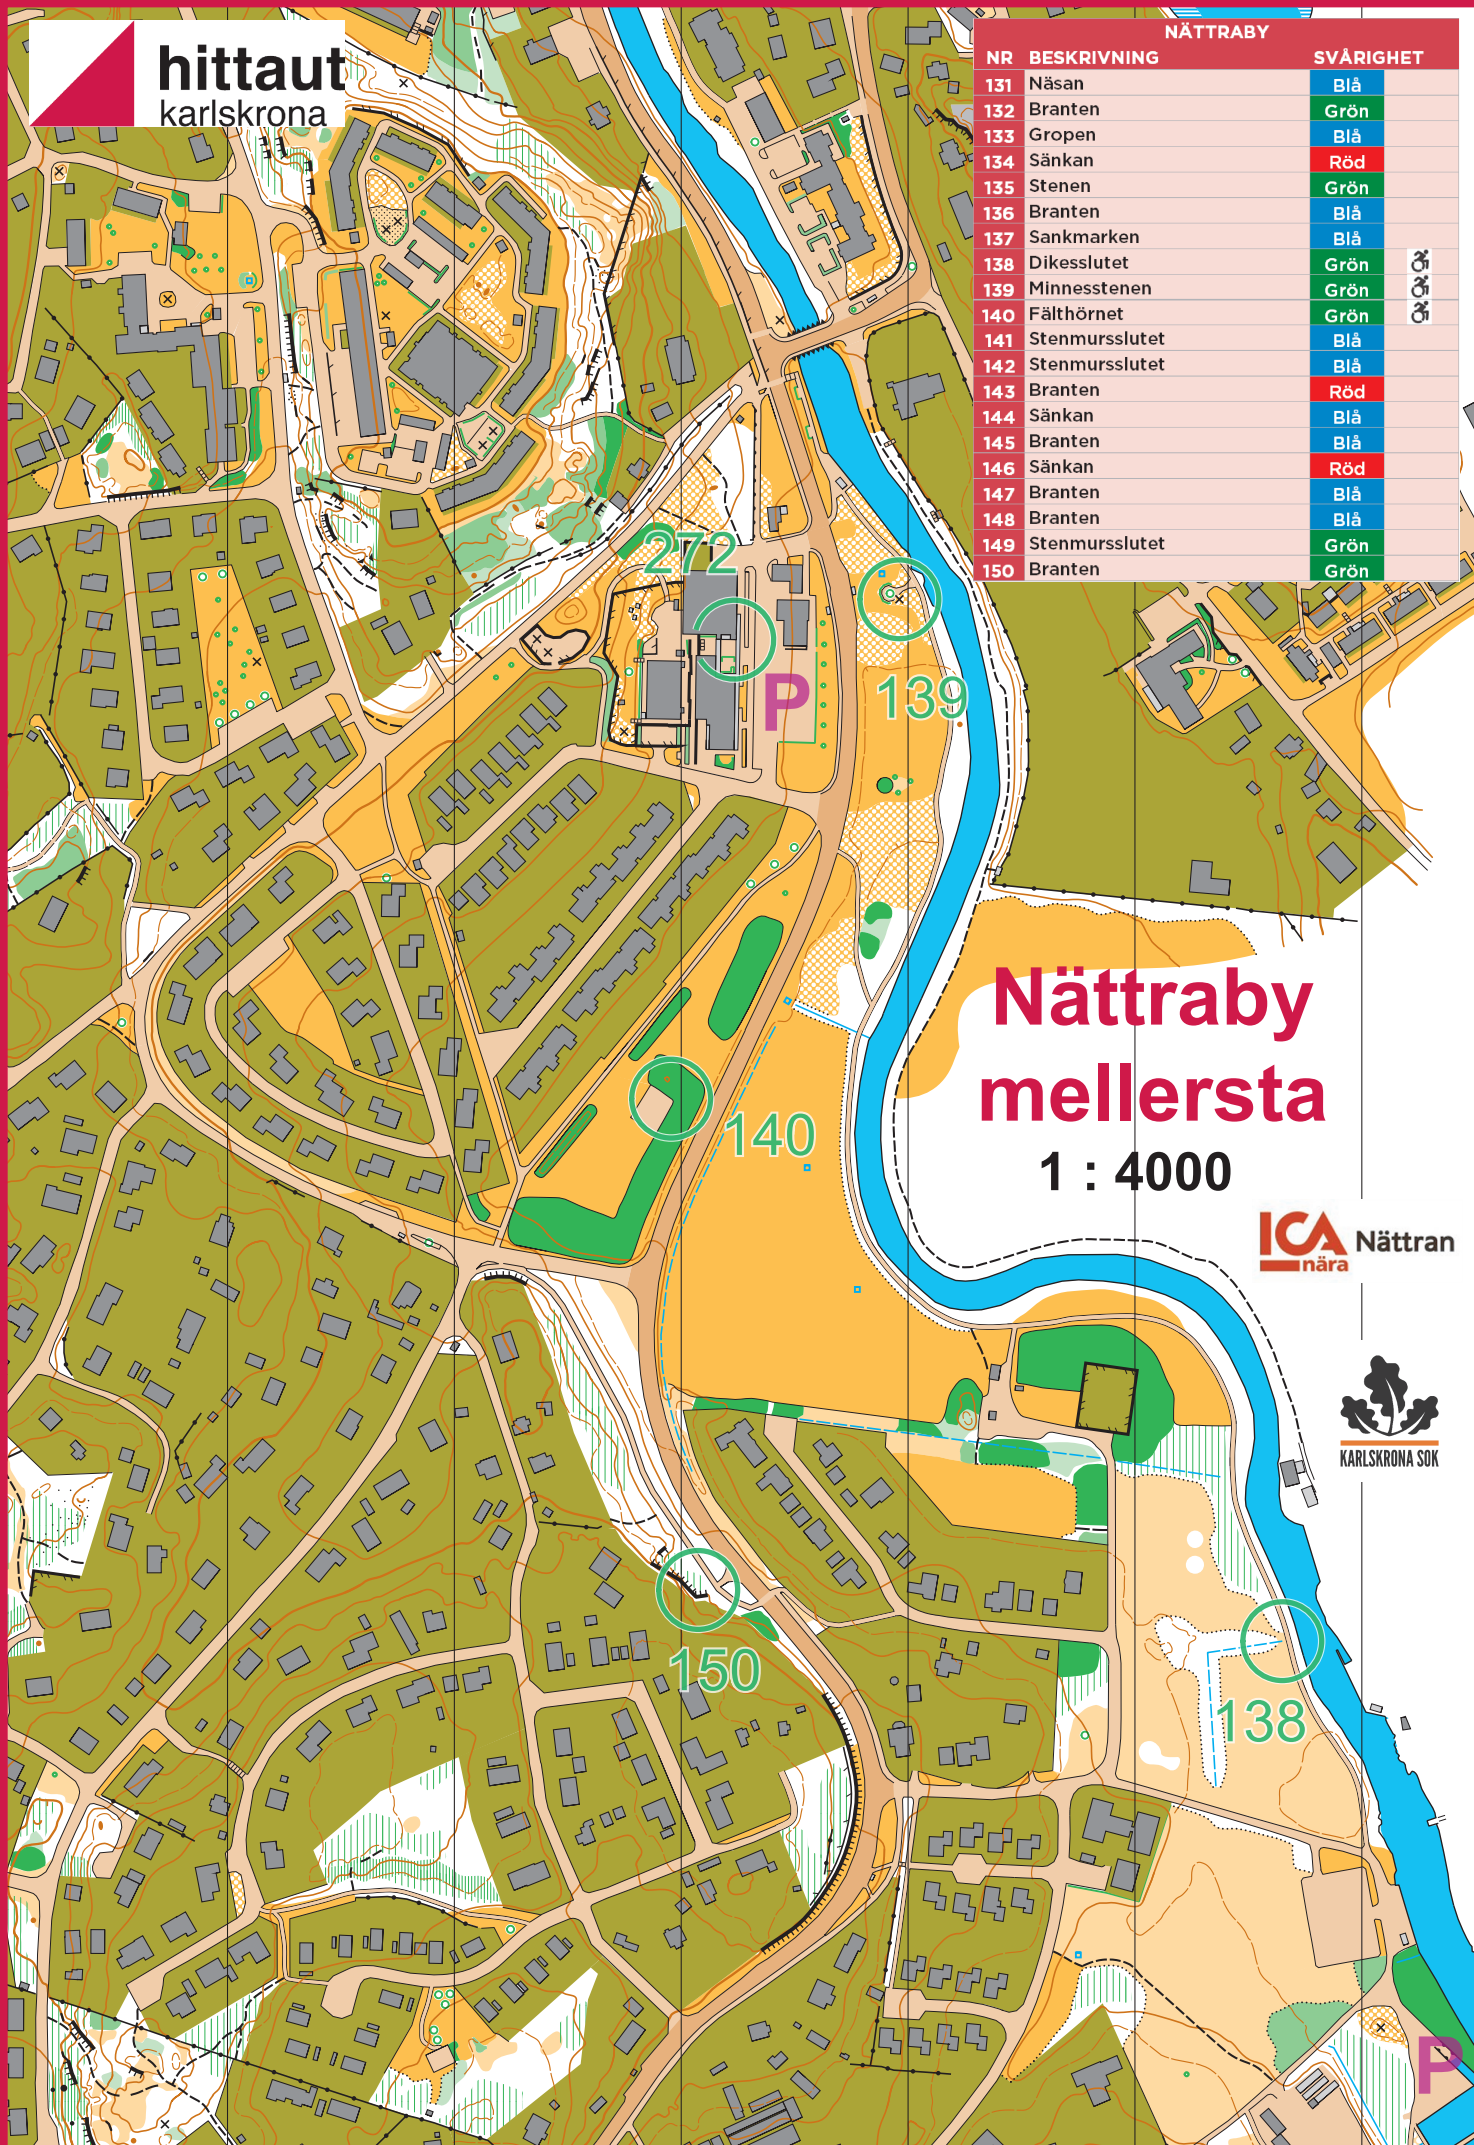 hittaut
karlskrona
NÄTTRABY
NR BESKRIVNING SVÅRIGHET
131 Näsan Blå
132 Branten Grön
133 Gropen Blå
134 Sänkan Röd
135 Stenen Grön
136 Branten Blå
137 Sankmarken Blå
138 Dikesslutet Grön
139 Minnesstenen Grön
140 Fälthörnet Grön
141 Stenmursslutet Blå
142 Stenmursslutet Blå
143 Branten Röd
144 Sänkan Blå
145 Branten Blå
146 Sänkan Röd
147 Branten Blå
148 Branten Blå
149 Stenmursslutet Grön
150 Branten Grön
272
139
P
Nättraby
mellersta
1 : 4000
140
ICA Nättran
nära
KARLSKRONA SOK
150
138
P